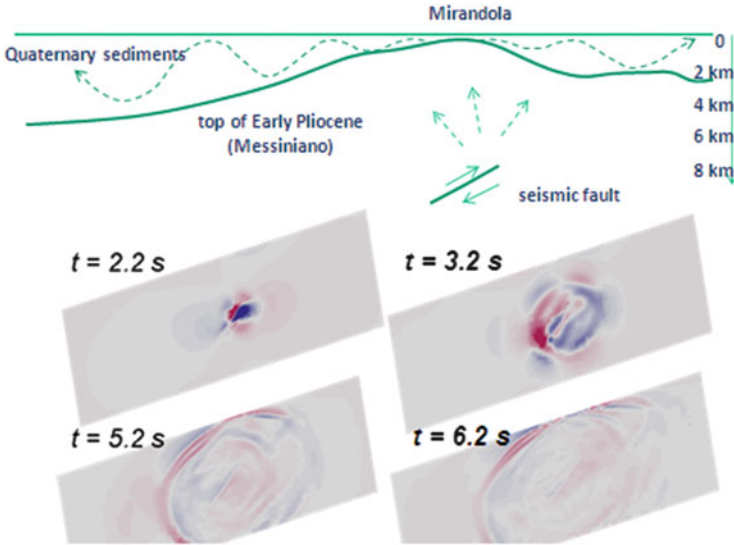 Mirandola
0
Quaternary sediments
2 km
4 km
top of Early Pliocene
(Messiniano)
6 km
8 km
seismic fault
t = 2.2 s
t = 3.2 s
t = 5.2 s
t = 6.2 s